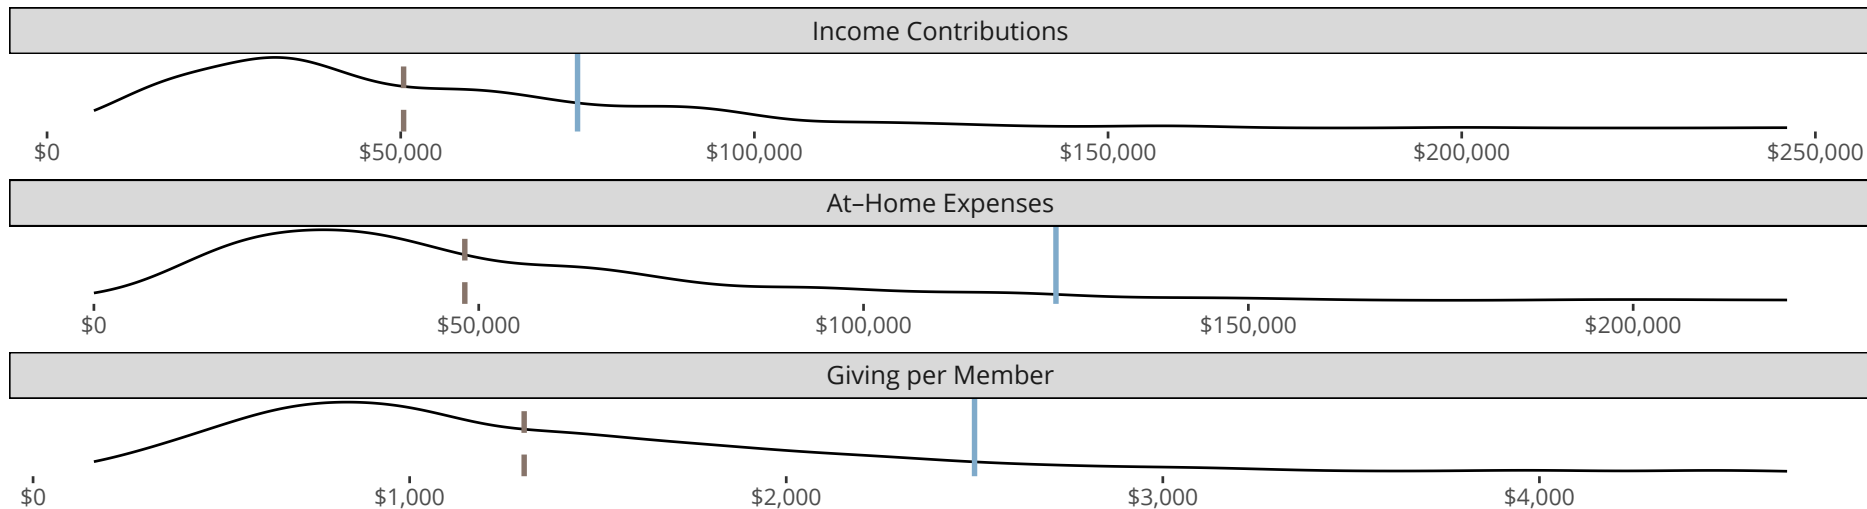 Income Contributions
$0 $50,000 $100,000 $150,000 $200,000 $250,000
At–Home Expenses
$0 $50,000 $100,000 $150,000 $200,000
Giving per Member
$0 $1,000 $2,000 $3,000 $4,000